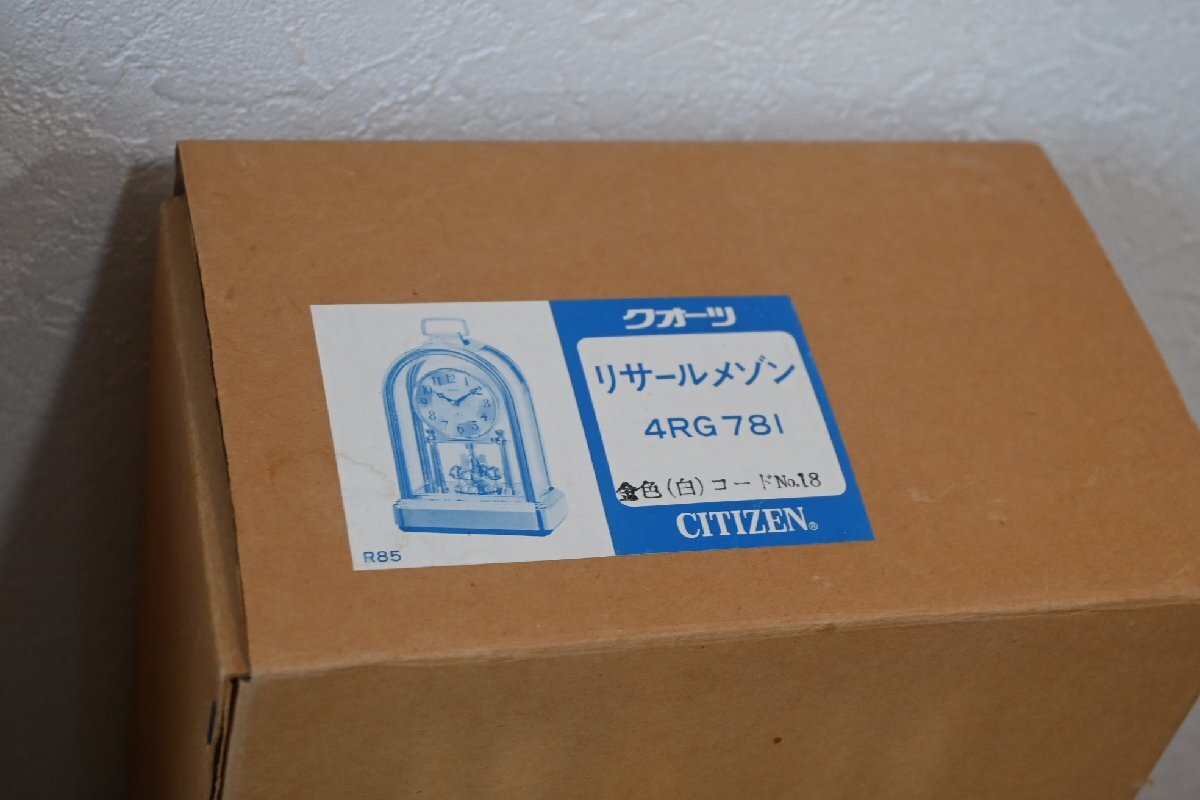 クオーツ
リサールメゾン
4RG781
金色(白)コードNo.18
CITIZEN®
R85